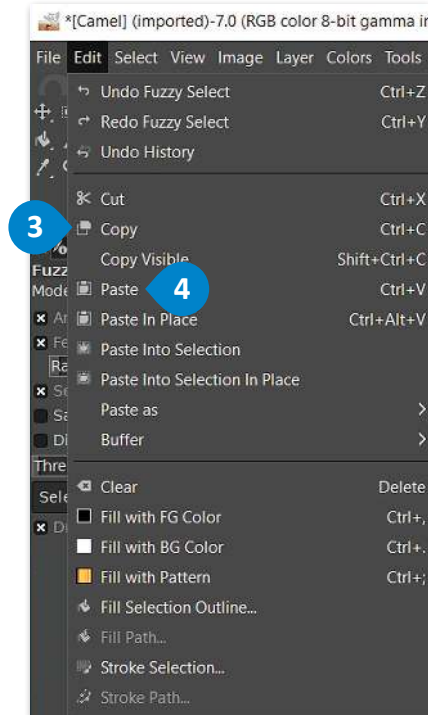 *[Camel] (imported)-7.0 (RGB color 8-bit gamma
File Edit Select View Image Layer Colors Tools
Undo Fuzzy Select Ctrl+Z
Redo Fuzzy Select Ctrl+Y
Undo History
Cut Ctrl+X
3 Copy Ctrl+C
Copy Visible Shift+Ctrl+C
Paste 4 Ctrl+V
Paste In Place Ctrl+Alt+V
Paste Into Selection
Paste Into Selection In Place
Paste as
Buffer
Clear Delete
Fill with FG Color Ctrl+,
Fill with BG Color Ctrl+.
Fill with Pattern Ctrl+;
Fill Selection Outline...
Fill Path...
Stroke Selection...
Stroke Path...